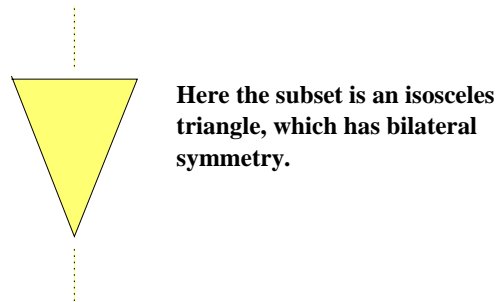 Here the subset is an isosceles
triangle, which has bilateral
symmetry.